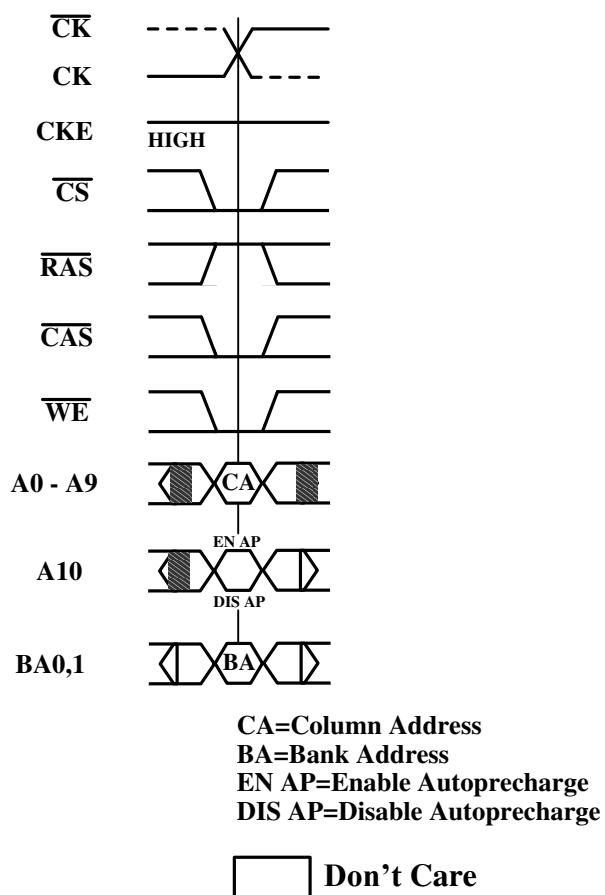 CK
CK
CKE
HIGH
CS
RAS
CAS
WE
A0 - A9
CA
EN AP
A10
DIS AP
BA0,1
BA
CA=Column Address
BA=Bank Address
EN AP=Enable Autoprecharge
DIS AP=Disable Autoprecharge
Don't Care